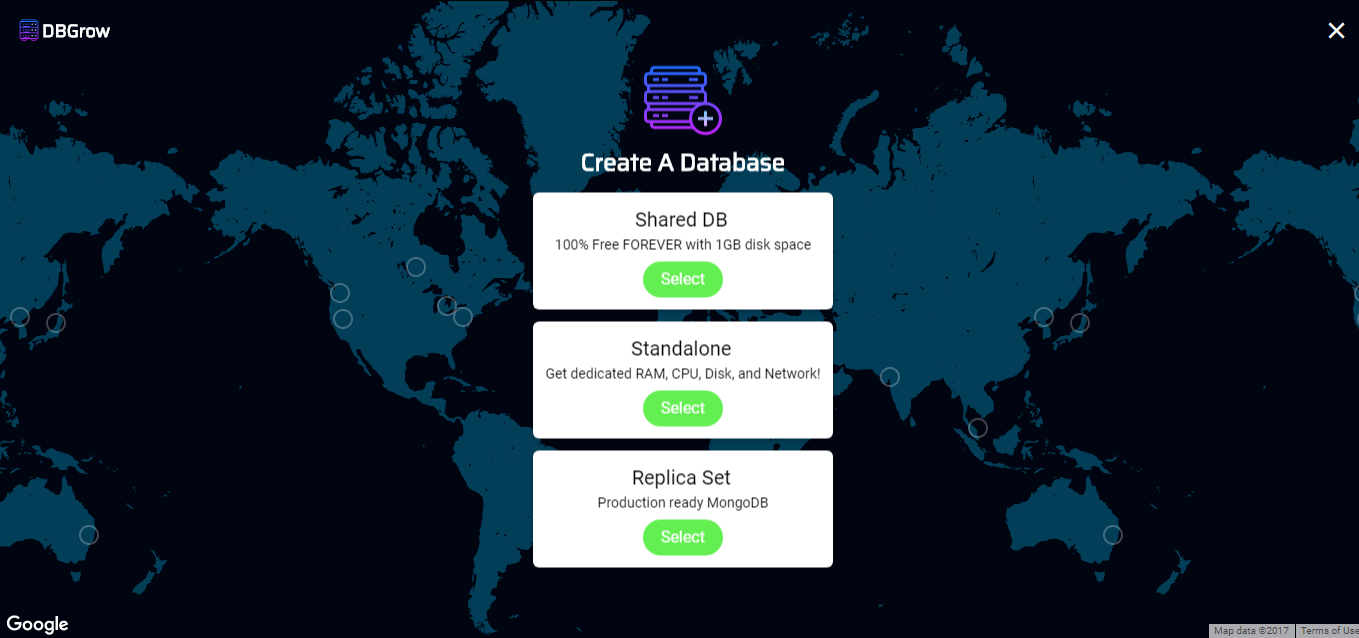 DBGrow
Create A Database
Shared DB
100% Free FOREVER with 1GB disk space
Select
Standalone
Get dedicated RAM, CPU, Disk, and Network!
Select
Replica Set
Production ready MongoDB
Select
Google
Map data ©2017
Terms of Use